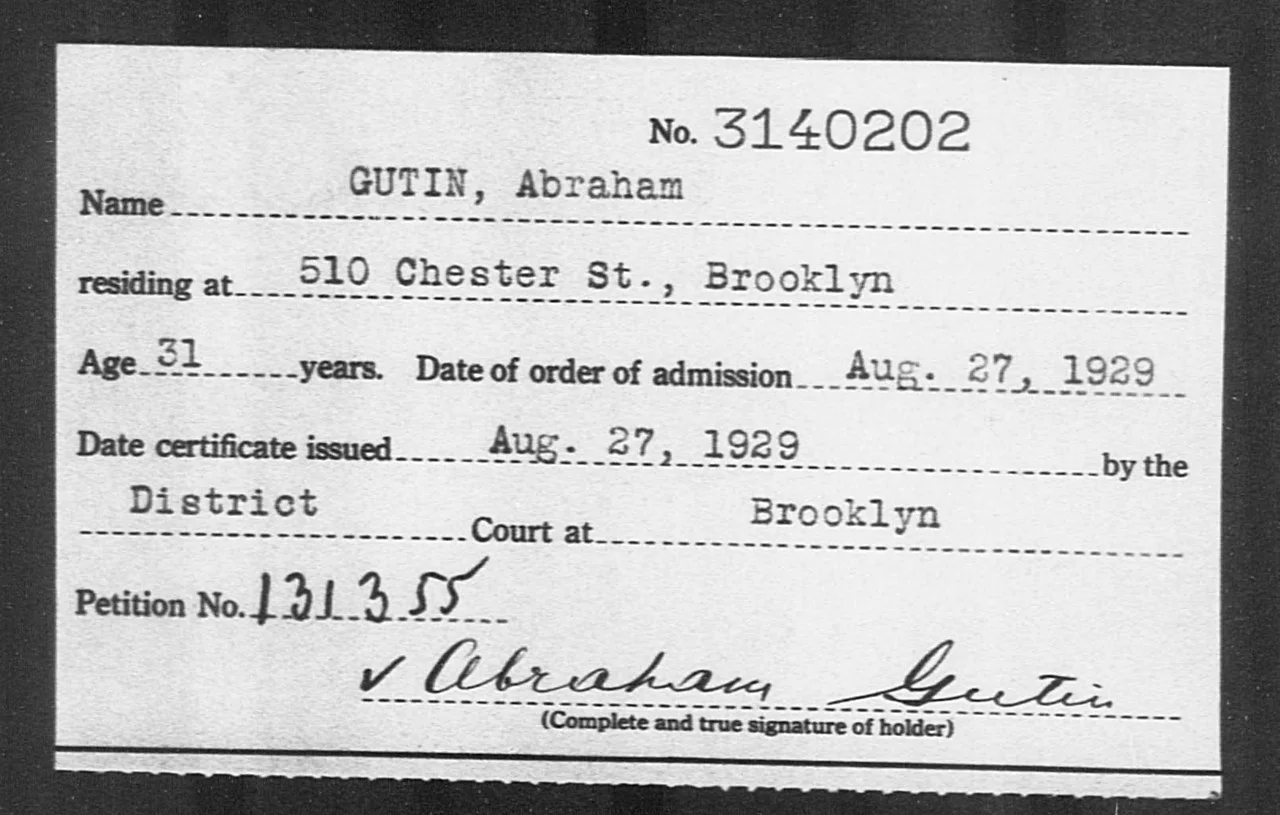 No. 3140202
Name GUTIN, Abraham
residing at 510 Chester St., Brooklyn
Age 31 years. Date of order of admission Aug. 27, 1929
Date certificate issued Aug. 27, 1929 by the
District Court at Brooklyn
Petition No. 131355
✓ Abraham Gutin
(Complete and true signature of holder)